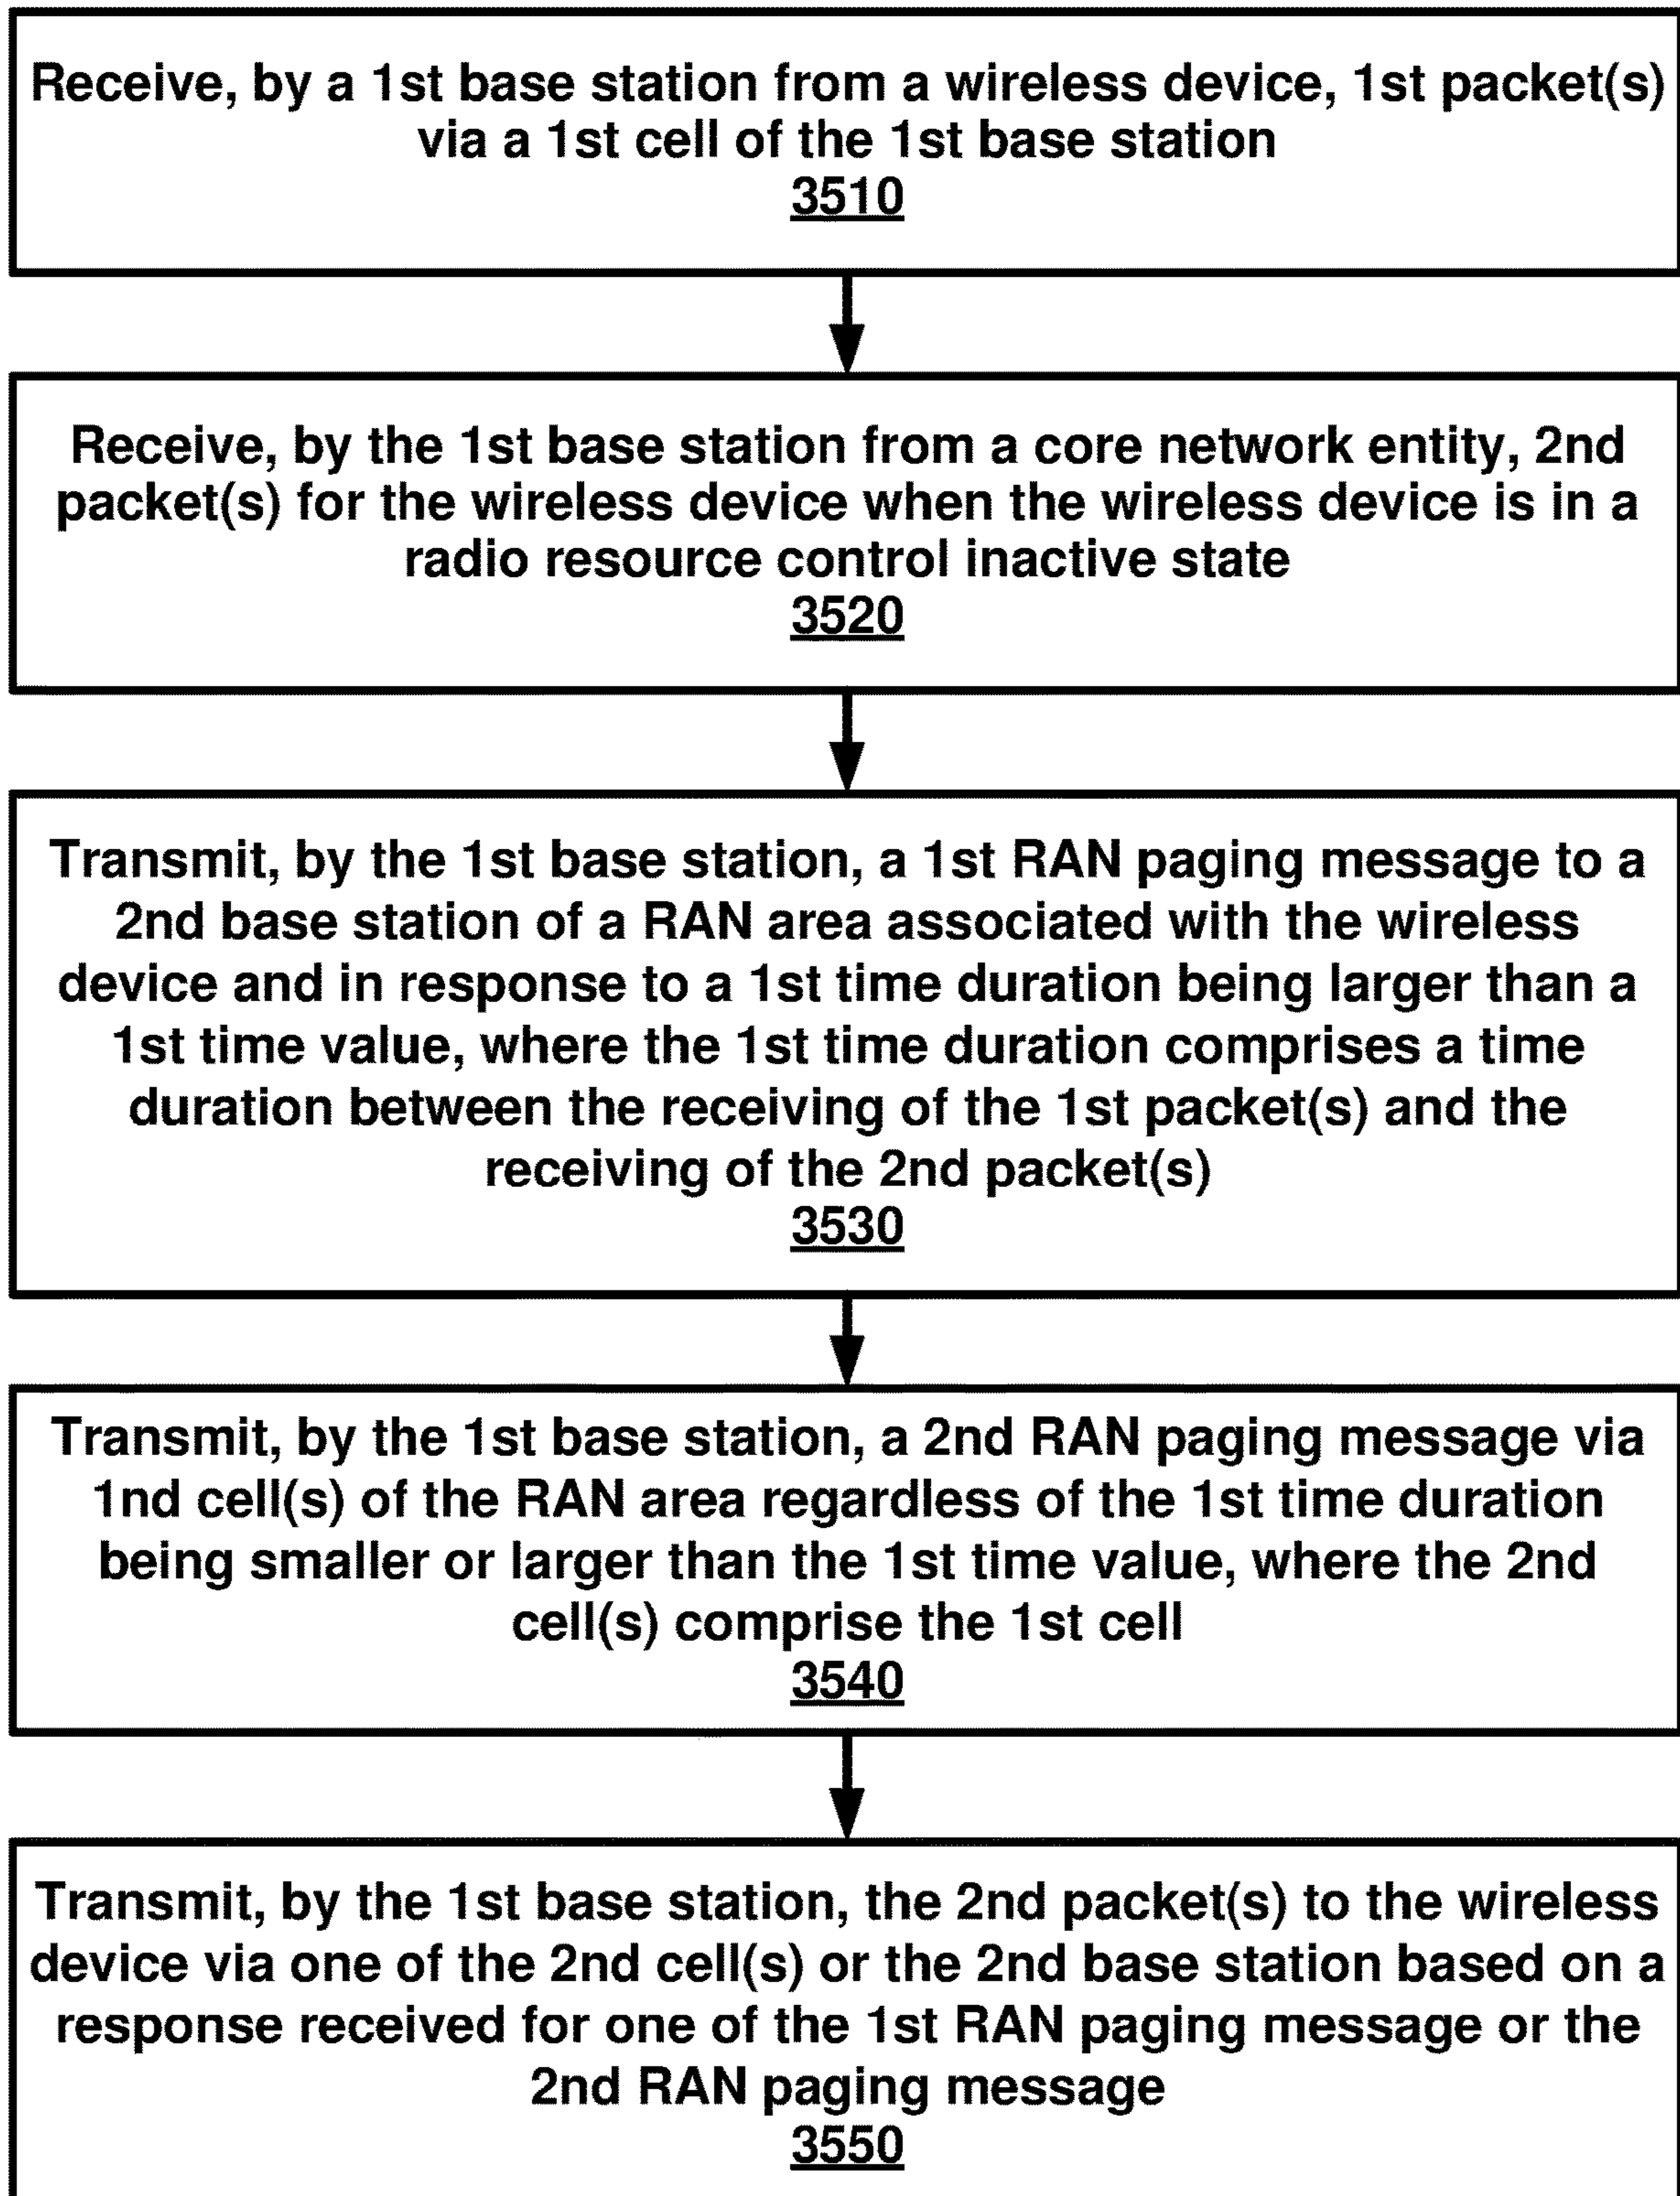 Receive, by a 1st base station from a wireless device, 1st packet(s)
via a 1st cell of the 1st base station
3510
Receive, by the 1st base station from a core network entity, 2nd
packet(s) for the wireless device when the wireless device is in a
radio resource control inactive state
3520
Transmit, by the 1st base station, a 1st RAN paging message to a
2nd base station of a RAN area associated with the wireless
device and in response to a 1st time duration being larger than a
1st time value, where the 1st time duration comprises a time
duration between the receiving of the 1st packet(s) and the
receiving of the 2nd packet(s)
3530
Transmit, by the 1st base station, a 2nd RAN paging message via
1nd cell(s) of the RAN area regardless of the 1st time duration
being smaller or larger than the 1st time value, where the 2nd
cell(s) comprise the 1st cell
3540
Transmit, by the 1st base station, the 2nd packet(s) to the wireless
device via one of the 2nd cell(s) or the 2nd base station based on a
response received for one of the 1st RAN paging message or the
2nd RAN paging message
3550